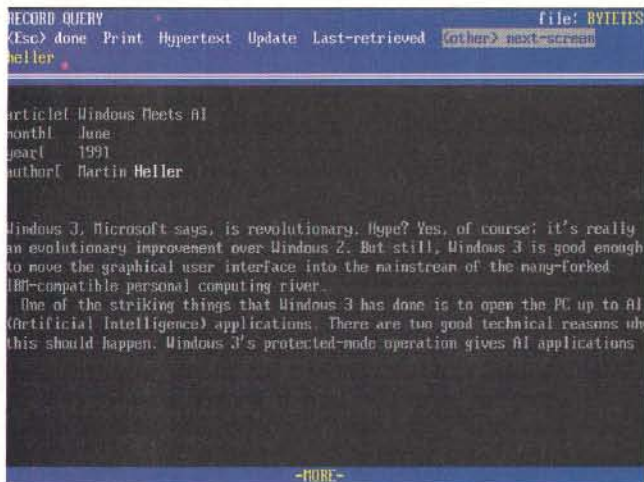 RECORD QUERY file: BYTETES
<Esc> done Print Hypertext Update Last-retrieved <other> next-screen
heller
article[ Windows Meets AI
month[ June
year[ 1991
author[ Martin Heller
Windows 3, Microsoft says, is revolutionary. Hype? Yes, of course; it's really
an evolutionary improvement over Windows 2. But still, Windows 3 is good enough
to move the graphical user interface into the mainstream of the many-forked
IBM-compatible personal computing river.
One of the striking things that Windows 3 has done is to open the PC up to AI
(Artificial Intelligence) applications. There are two good technical reasons wh
this should happen. Windows 3's protected-mode operation gives AI applications
-MORE-